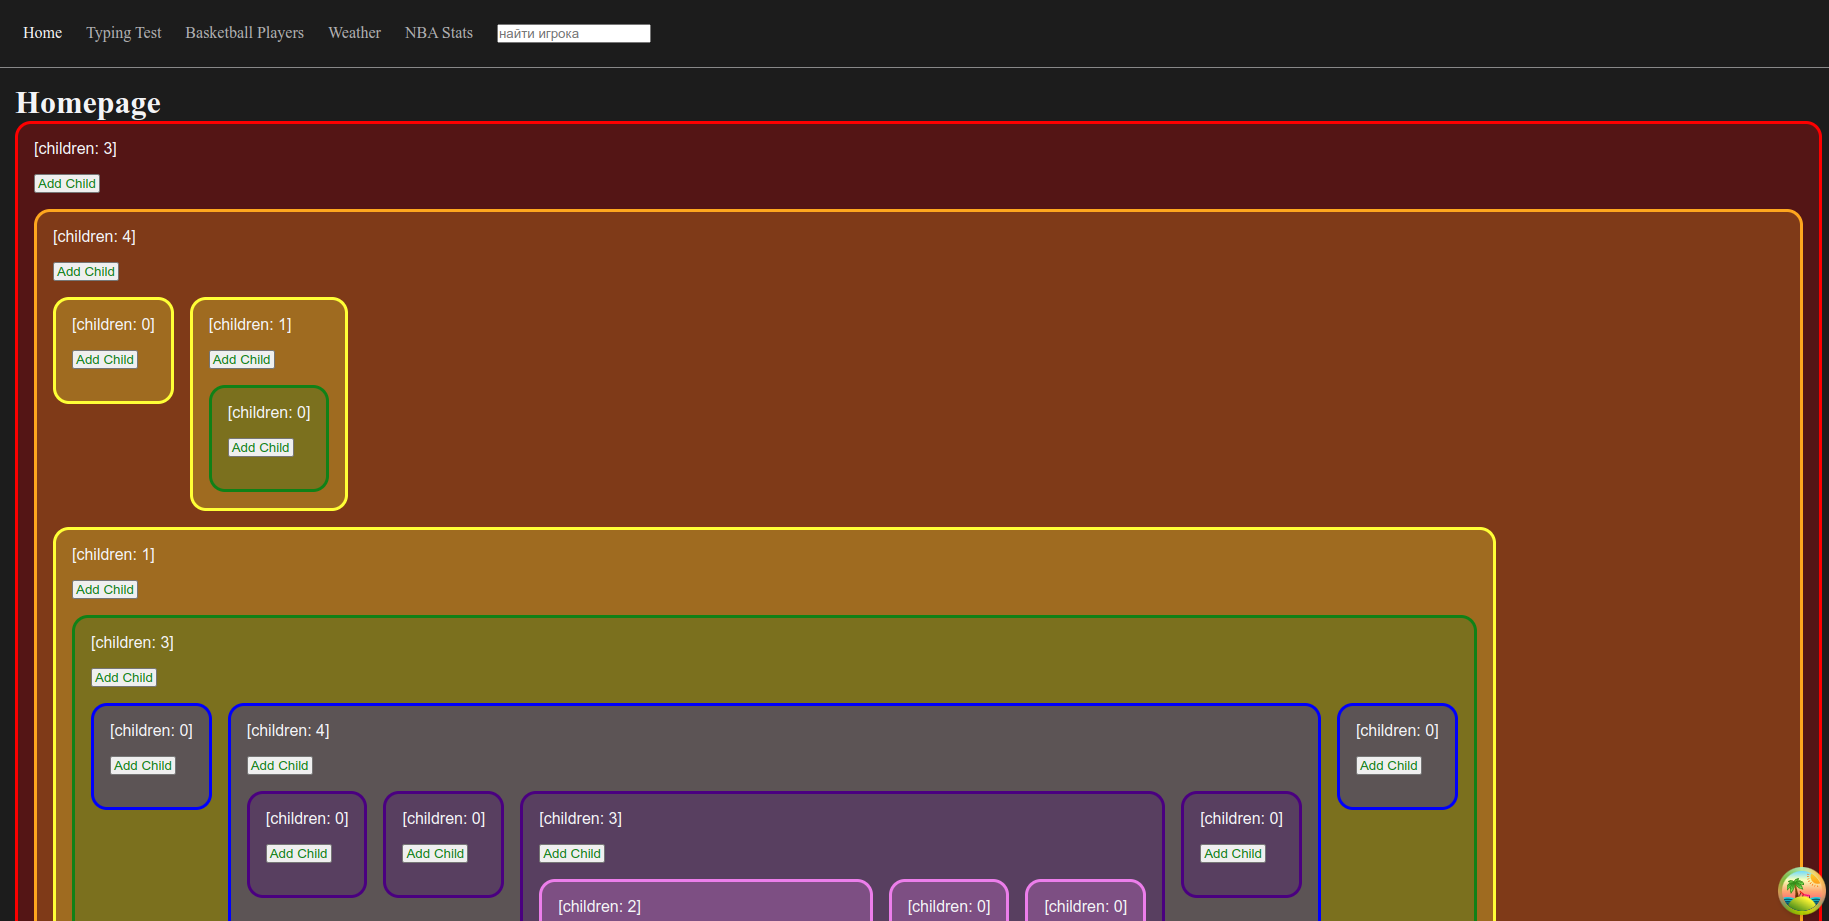 Home Typing Test Basketball Players Weather NBA Stats найти игрока
Homepage
[children: 3]
Add Child
[children: 4]
Add Child
[children: 0] [children: 1]
Add Child Add Child
[children: 0]
Add Child
[children: 1]
Add Child
[children: 3]
Add Child
[children: 0] [children: 4] [children: 0]
Add Child Add Child Add Child
[children: 0] [children: 0] [children: 3] [children: 0]
Add Child Add Child Add Child Add Child
[children: 2] [children: 0] [children: 0]